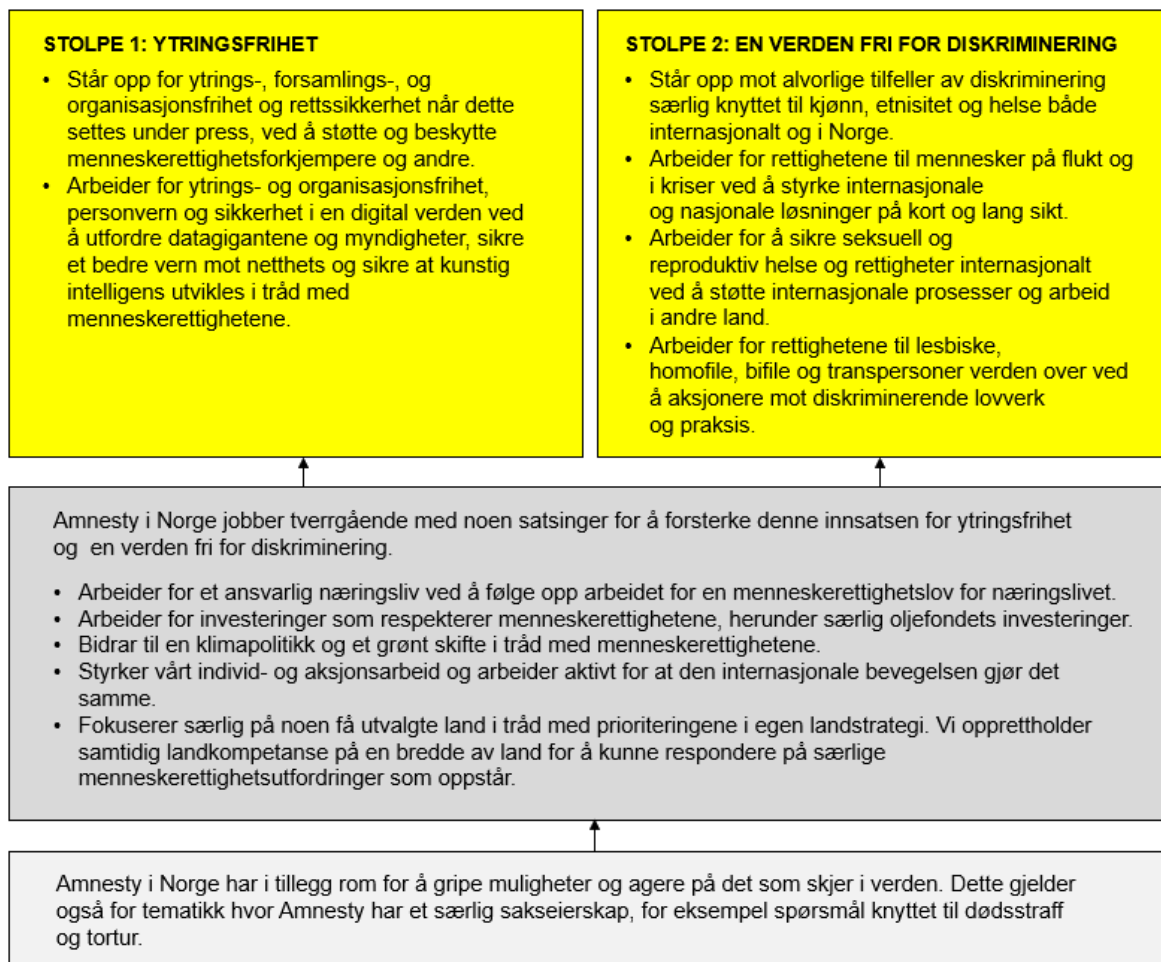 STOLPE 1: YTRINGSFRIHET
• Står opp for ytrings-, forsamlings-, og
organisasjonsfrihet og rettssikkerhet når dette
settes under press, ved å støtte og beskytte
menneskerettighetsforkjempere og andre.
• Arbeider for ytrings- og organisasjonsfrihet,
personvern og sikkerhet i en digital verden ved
å utfordre datagigantene og myndigheter, sikre
et bedre vern mot netthets og sikre at kunstig
intelligens utvikles i tråd med
menneskerettighetene.
STOLPE 2: EN VERDEN FRI FOR DISKRIMINERING
• Står opp mot alvorlige tilfeller av diskriminering
særlig knyttet til kjønn, etnisitet og helse både
internasjonalt og i Norge.
• Arbeider for rettighetene til mennesker på flukt og
i kriser ved å styrke internasjonale
og nasjonale løsninger på kort og lang sikt.
• Arbeider for å sikre seksuell og
reproduktiv helse og rettigheter internasjonalt
ved å støtte internasjonale prosesser og arbeid
i andre land.
• Arbeider for rettighetene til lesbiske,
homofile, bifile og transpersoner verden over ved
å aksjonere mot diskriminerende lovverk
og praksis.
Amnesty i Norge jobber tverrgående med noen satsinger for å forsterke denne innsatsen for ytringsfrihet
og en verden fri for diskriminering.
• Arbeider for et ansvarlig næringsliv ved å følge opp arbeidet for en menneskerettighetslov for næringslivet.
• Arbeider for investeringer som respekterer menneskerettighetene, herunder særlig oljefondets investeringer.
• Bidrar til en klimapolitikk og et grønt skifte i tråd med menneskerettighetene.
• Styrker vårt individ- og aksjonsarbeid og arbeider aktivt for at den internasjonale bevegelsen gjør det
samme.
• Fokuserer særlig på noen få utvalgte land i tråd med prioriteringene i egen landstrategi. Vi opprettholder
samtidig landkompetanse på en bredde av land for å kunne respondere på særlige
menneskerettighetsutfordringer som oppstår.
Amnesty i Norge har i tillegg rom for å gripe muligheter og agere på det som skjer i verden. Dette gjelder
også for tematikk hvor Amnesty har et særlig sakseierskap, for eksempel spørsmål knyttet til dødsstraff
og tortur.